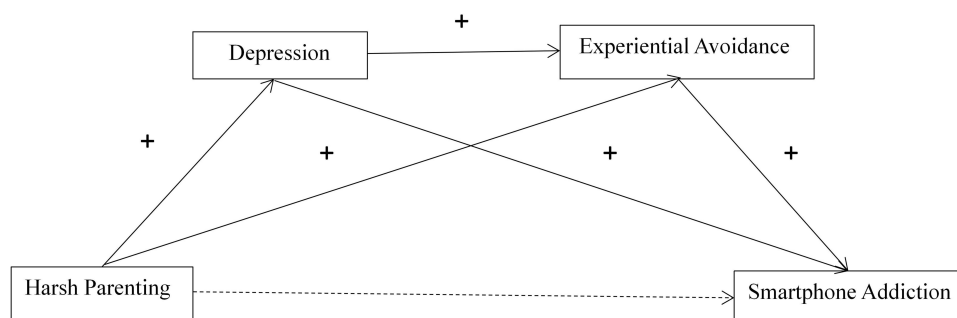 +
Depression
Experiential Avoidance
+
+
+
+
Harsh Parenting
Smartphone Addiction